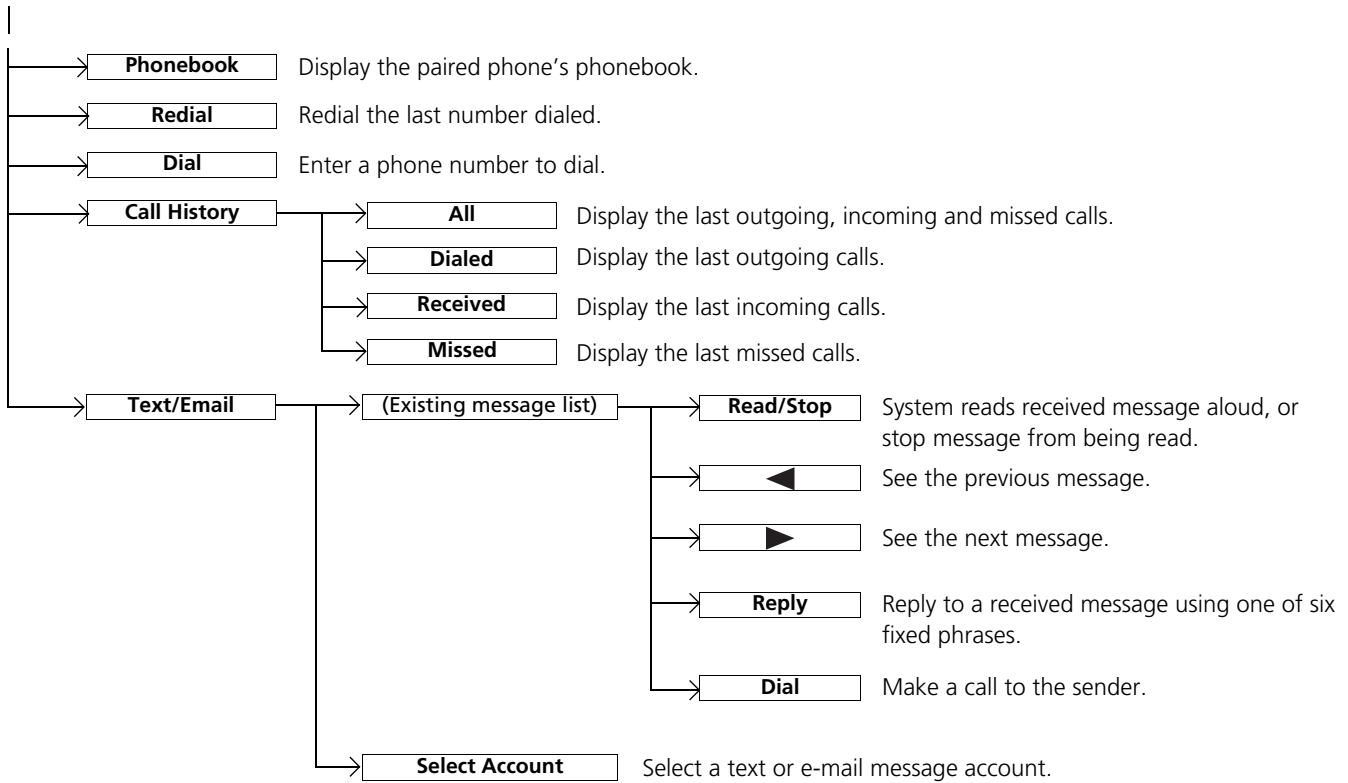 Phonebook Display the paired phone's phonebook.
Redial Redial the last number dialed.
Dial Enter a phone number to dial.
Call History All Display the last outgoing, incoming and missed calls.
Dialed Display the last outgoing calls.
Received Display the last incoming calls.
Missed Display the last missed calls.
Text/Email (Existing message list) Read/Stop System reads received message aloud, or
stop message from being read.
See the previous message.
See the next message.
Reply Reply to a received message using one of six
fixed phrases.
Dial Make a call to the sender.
Select Account Select a text or e-mail message account.